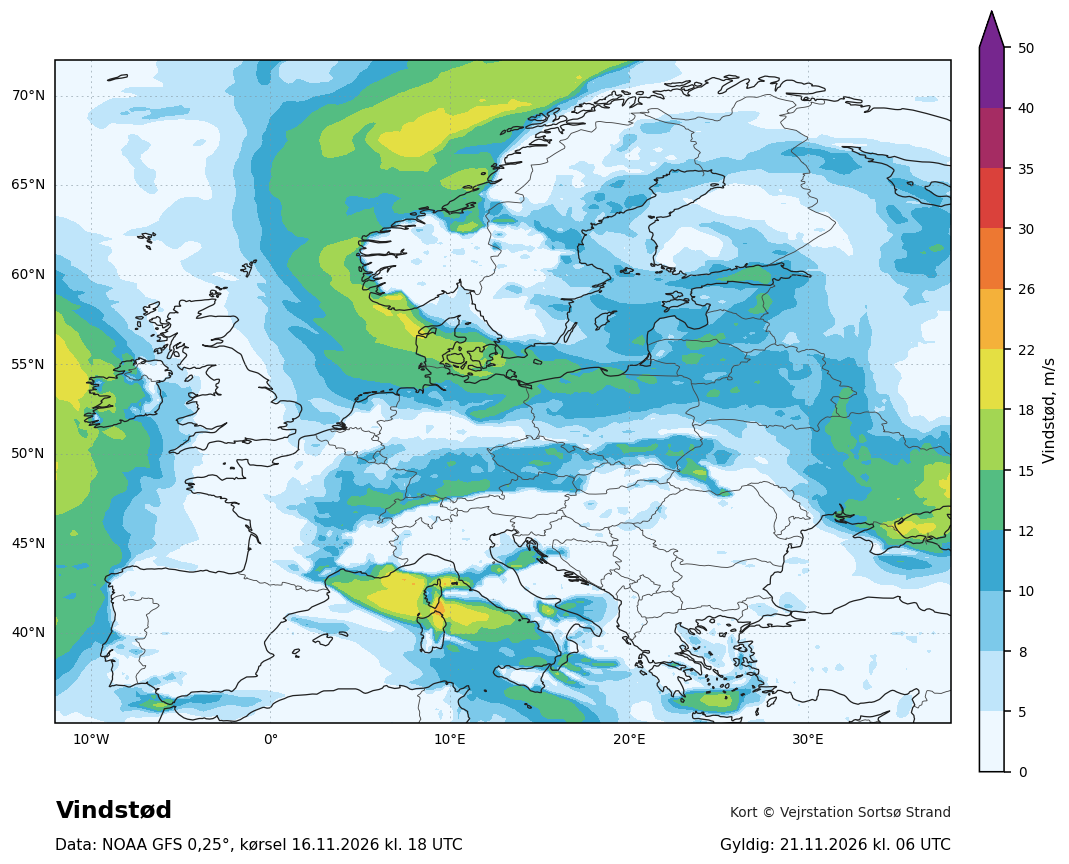 50
40
35
30
26
22
18
15
12
10
8
5
0
Vindstød, m/s
70°N
65°N
60°N
55°N
50°N
45°N
40°N
10°W
0°
10°E
20°E
30°E
Vindstød
Kort © Vejrstation Sortsø Strand
Data: NOAA GFS 0,25°, kørsel 16.11.2026 kl. 18 UTC
Gyldig: 21.11.2026 kl. 06 UTC